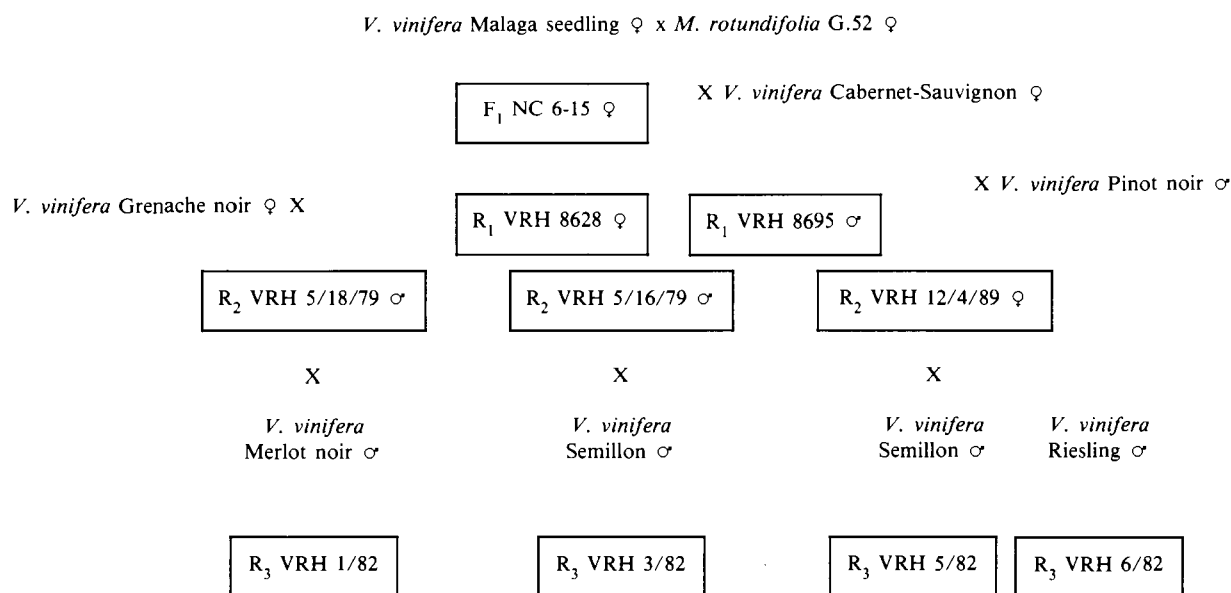 V. vinifera Malaga seedling ♀ x M. rotundifolia G.52 ♀
X V. vinifera Cabernet-Sauvignon ♀
F₁ NC 6-15 ♀
X V. vinifera Pinot noir ♂
V. vinifera Grenache noir ♀ X
R₁ VRH 8628 ♀
R₁ VRH 8695 ♂
R₂ VRH 5/18/79 ♂
R₂ VRH 5/16/79 ♂
R₂ VRH 12/4/89 ♀
X
X
X
V. vinifera
Merlot noir ♂
V. vinifera
Semillon ♂
V. vinifera
Semillon ♂
V. vinifera
Riesling ♂
R₃ VRH 1/82
R₃ VRH 3/82
R₃ VRH 5/82
R₃ VRH 6/82